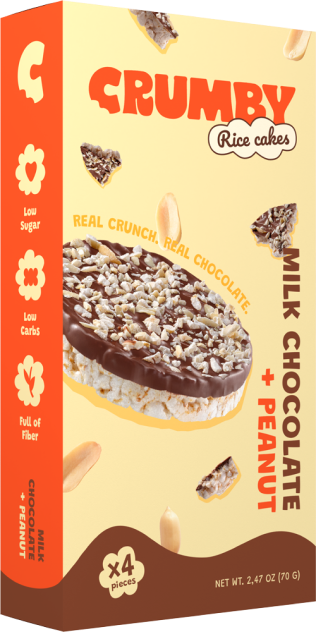 C
Low
Sugar
Low
Carbs
Full of
Fiber
MILK
CHOCOLATE
+ PEANUT
CRUMBY
Rice cakes
REAL CRUNCH. REAL CHOCOLATE.
MILK CHOCOLATE
+ PEANUT
x4
pieces
NET WT. 2,47 OZ (70 G)